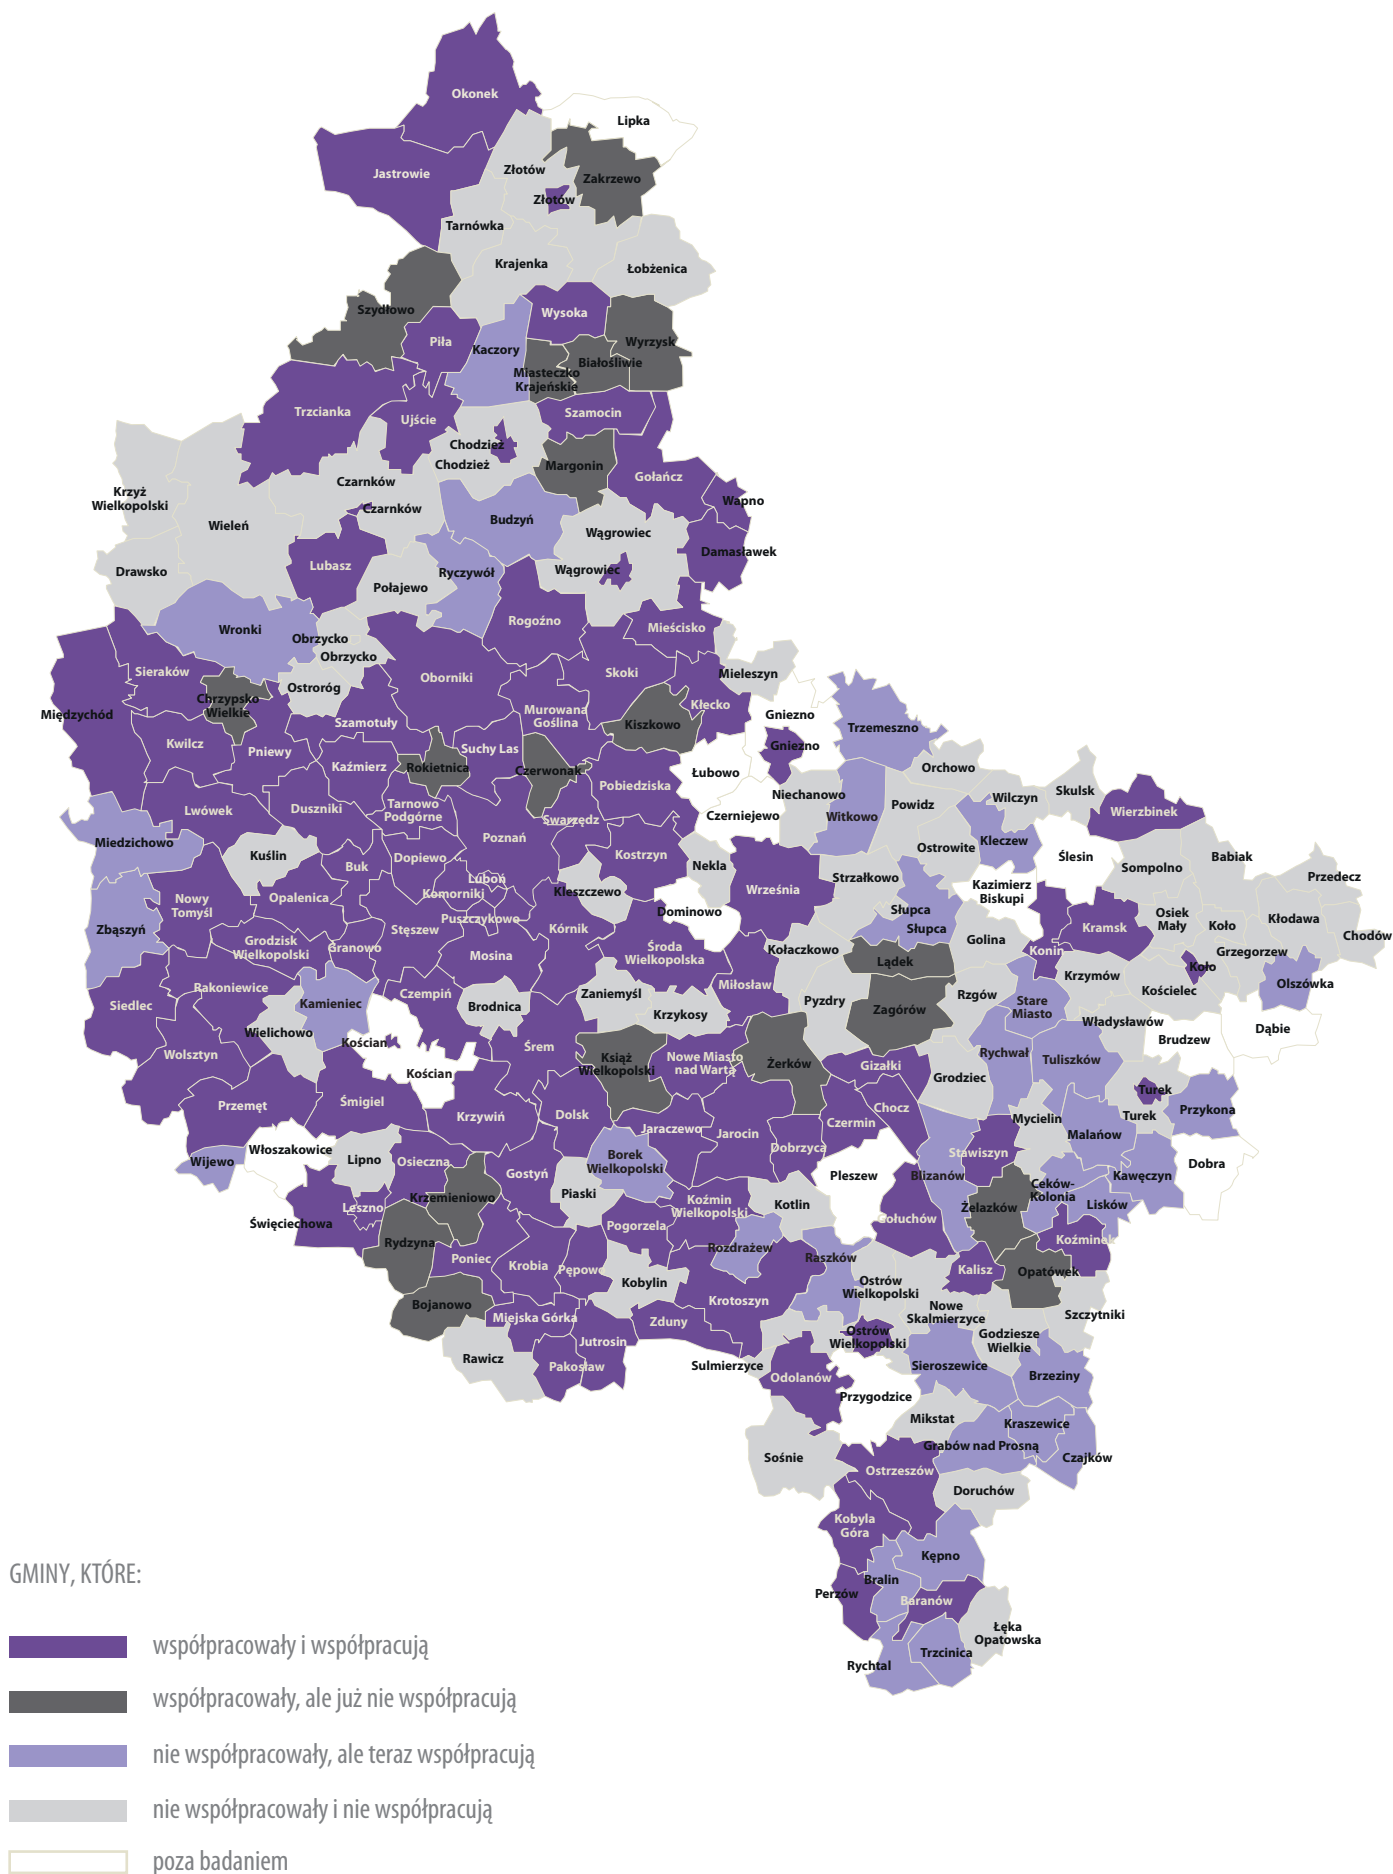 Okonek
Lipka
Jastrowie
Złotów
Zakrzewo
Złotów
Tarnówka
Krajenka
Łobżenica
Szydłowo
Wysoka
Piła
Kaczory
Wyrzysk
Białośliwie
Miasteczko
Krajeńskie
Trzcianka
Ujście
Szamocin
Chodzież
Chodzież
Margonin
Gołańcz
Czarnków
Krzyż
Wielkopolski
Wapno
Czarnków
Wieleń
Budzyń
Wągrowiec
Damasławek
Drawsko
Lubasz
Połajewo
Ryczywół
Wągrowiec
Wronki
Rogoźno
Mieścisko
Obrzycko
Obrzycko
Sieraków
Oborniki
Skoki
Mieleszyn
Ostroróg
Chrzypsko
Wielkie
Międzychód
Szamotuły
Murowana
Goślina
Kiszkowo
Kłecko
Gniezno
Trzemeszno
Kwilcz
Pniewy
Suchy Las
Gniezno
Kaźmierz
Rokietnica
Czerwonak
Łubowo
Orchowo
Pobiedziska
Niechanowo
Wilczyn
Skulsk
Lwówek
Duszniki
Tarnowo
Podgórne
Swarzędz
Czerniejewo
Witkowo
Powidz
Wierzbinek
Miedzichowo
Poznań
Kleczew
Kuślin
Buk
Dopiewo
Kostrzyn
Nekla
Ostrowite
Ślesin
Sompolno
Babiak
Przedecz
Nowy
Tomyśl
Opalenica
Luboń
Komorniki
Kleszczewo
Września
Strzałkowo
Kazimierz
Biskupi
Zbąszyń
Stęszew
Puszczykowo
Kórnik
Dominowo
Słupca
Słupca
Kramsk
Osiek
Mały
Koło
Kłodawa
Chodów
Grodzisk
Wielkopolski
Granowo
Mosina
Środa
Wielkopolska
Kołaczkowo
Golina
Konin
Grzegorzew
Lądek
Koło
Siedlec
Rakoniewice
Kamieniec
Czempiń
Brodnica
Zaniemyśl
Miłosław
Pyzdry
Zagórów
Rzgów
Krzymów
Kościelec
Olszówka
Krzykosy
Stare
Miasto
Wielichowo
Władysławów
Dąbie
Kościan
Brudzew
Wolsztyn
Śrem
Książ
Wielkopolski
Nowe Miasto
nad Wartą
Żerków
Gizałki
Rychwał
Tuliszków
Kościan
Grodziec
Przemęt
Śmigiel
Krzywiń
Dolsk
Chocz
Turek
Turek
Przykona
Jaraczewo
Jarocin
Czermin
Mycielin
Malanów
Włoszakowice
Dobrzyca
Stawiszyn
Wijewo
Lipno
Osieczna
Gostyń
Borek
Wielkopolski
Pleszew
Blizanów
Kawęczyn
Dobra
Krzemieniowo
Piaski
Koźmin
Wielkopolski
Kotlin
Ceków-
Kolonia
Lisków
Leszno
Święciechowa
Pogorzela
Gołuchów
Żelazków
Koźminek
Rydzyna
Rozdrażew
Raszków
Poniec
Krobia
Pępowo
Kobylin
Kalisz
Opatówek
Ostrów
Wielkopolski
Bojanowo
Krotoszyn
Nowe
Skalmierzyce
Szczytniki
Miejska Górka
Zduny
Jutrosin
Ostrów
Wielkopolski
Godziesze
Wielkie
Rawicz
Pakosław
Sulmierzyce
Sieroszewice
Odolanów
Brzeziny
Przygodzice
Mikstat
Kraszewice
Grabów nad Prosną
Sośnie
Czajków
Ostrzeszów
Doruchów
Kobyla
Góra
Kępno
Bralin
Perzów
Baranów
Łęka
Opatowska
Trzcinica
Rychtal
GMINY, KTÓRE:
współpracowały i współpracują
współpracowały, ale już nie współpracują
nie współpracowały, ale teraz współpracują
nie współpracowały i nie współpracują
poza badaniem